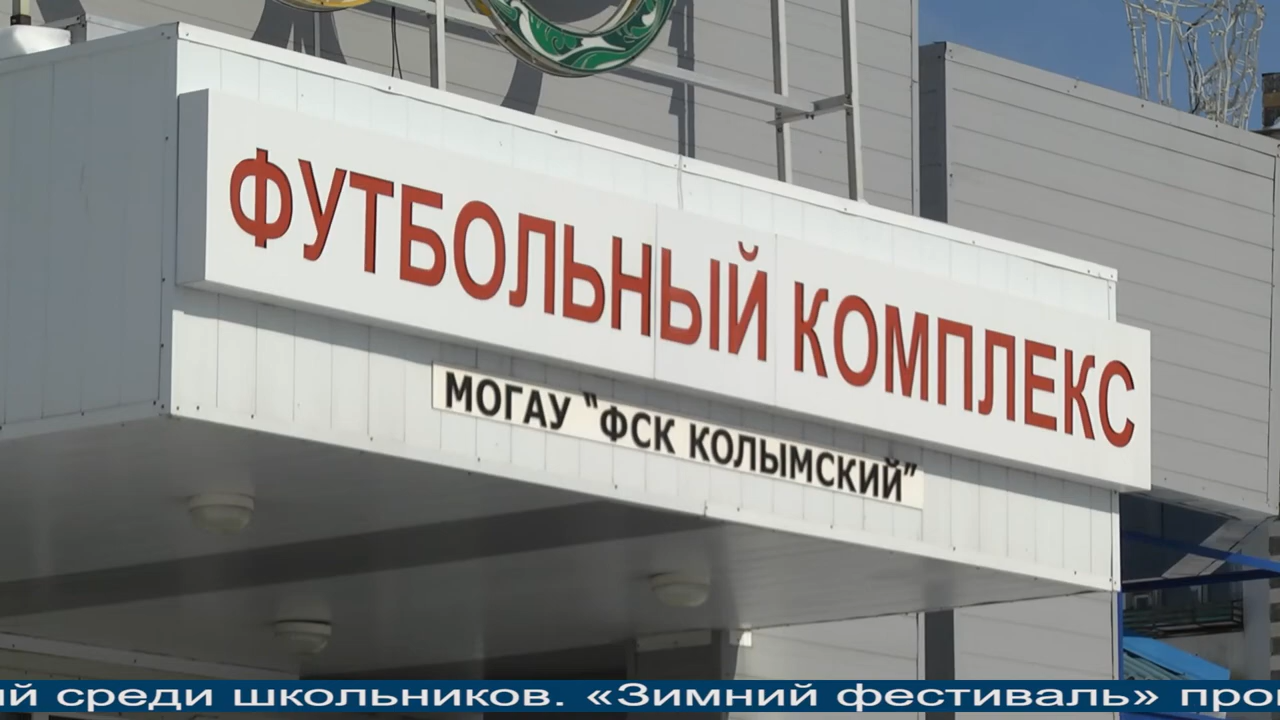 ФУТБОЛЬНЫЙ КОМПЛЕКС
МОГАУ "ФСК КОЛЫМСКИЙ"
среди школьников. «Зимний фестиваль»